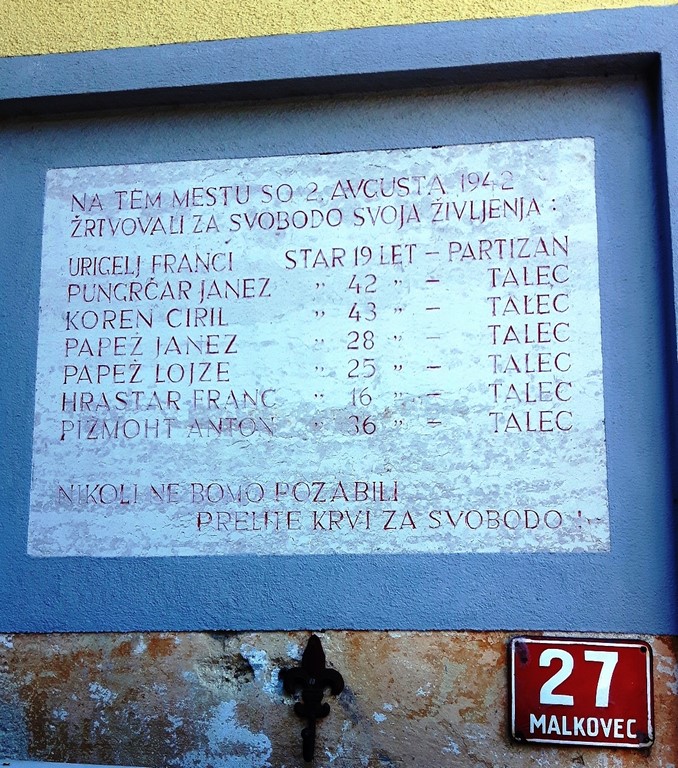 NA TEM MESTU SO 2. AVGUSTA 1942
ŽRTVOVALI ZA SVOBODO SVOJA ŽIVLJENJA :
URIGELJ FRANCI STAR 19 LET – PARTIZAN
PUNGRČAR JANEZ „ 42 „ – TALEC
KOREN CIRIL „ 43 „ – TALEC
PAPEŽ JANEZ „ 28 „ – TALEC
PAPEŽ LOJZE „ 25 „ – TALEC
HRASTAR FRANC „ 16 „ – TALEC
PIZMOHT ANTON „ 36 „ – TALEC
NIKOLI NE BOMO POZABILI
PRELITE KRVI ZA SVOBODO !
27
MALKOVEC